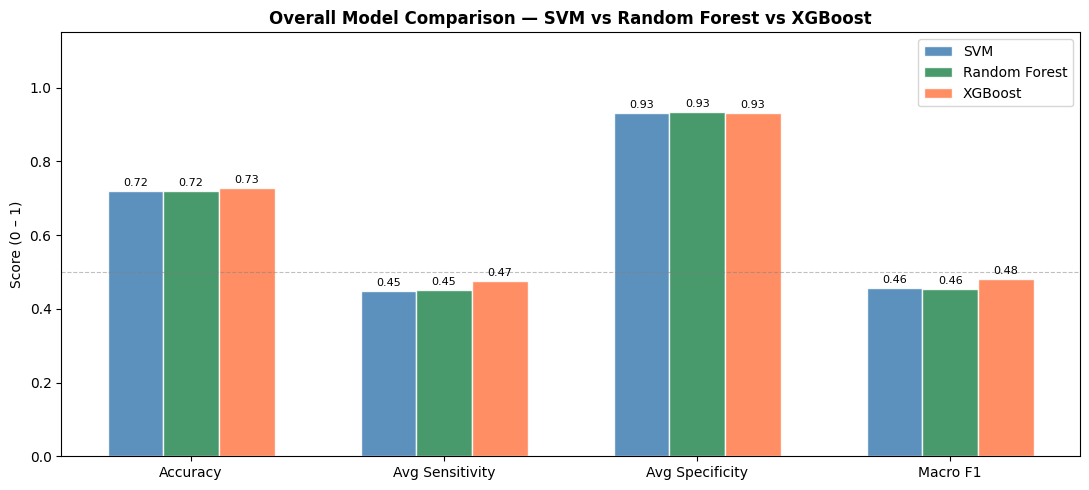 Overall Model Comparison — SVM vs Random Forest vs XGBoost
SVM
Random Forest
XGBoost
Score (0 – 1)
1.0
0.8
0.6
0.4
0.2
0.0
0.72
0.72
0.73
0.45
0.45
0.47
0.93
0.93
0.93
0.46
0.46
0.48
Accuracy
Avg Sensitivity
Avg Specificity
Macro F1